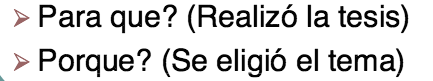 ➢ Para que? (Realizó la tesis)
➢ Porque? (Se eligió el tema)